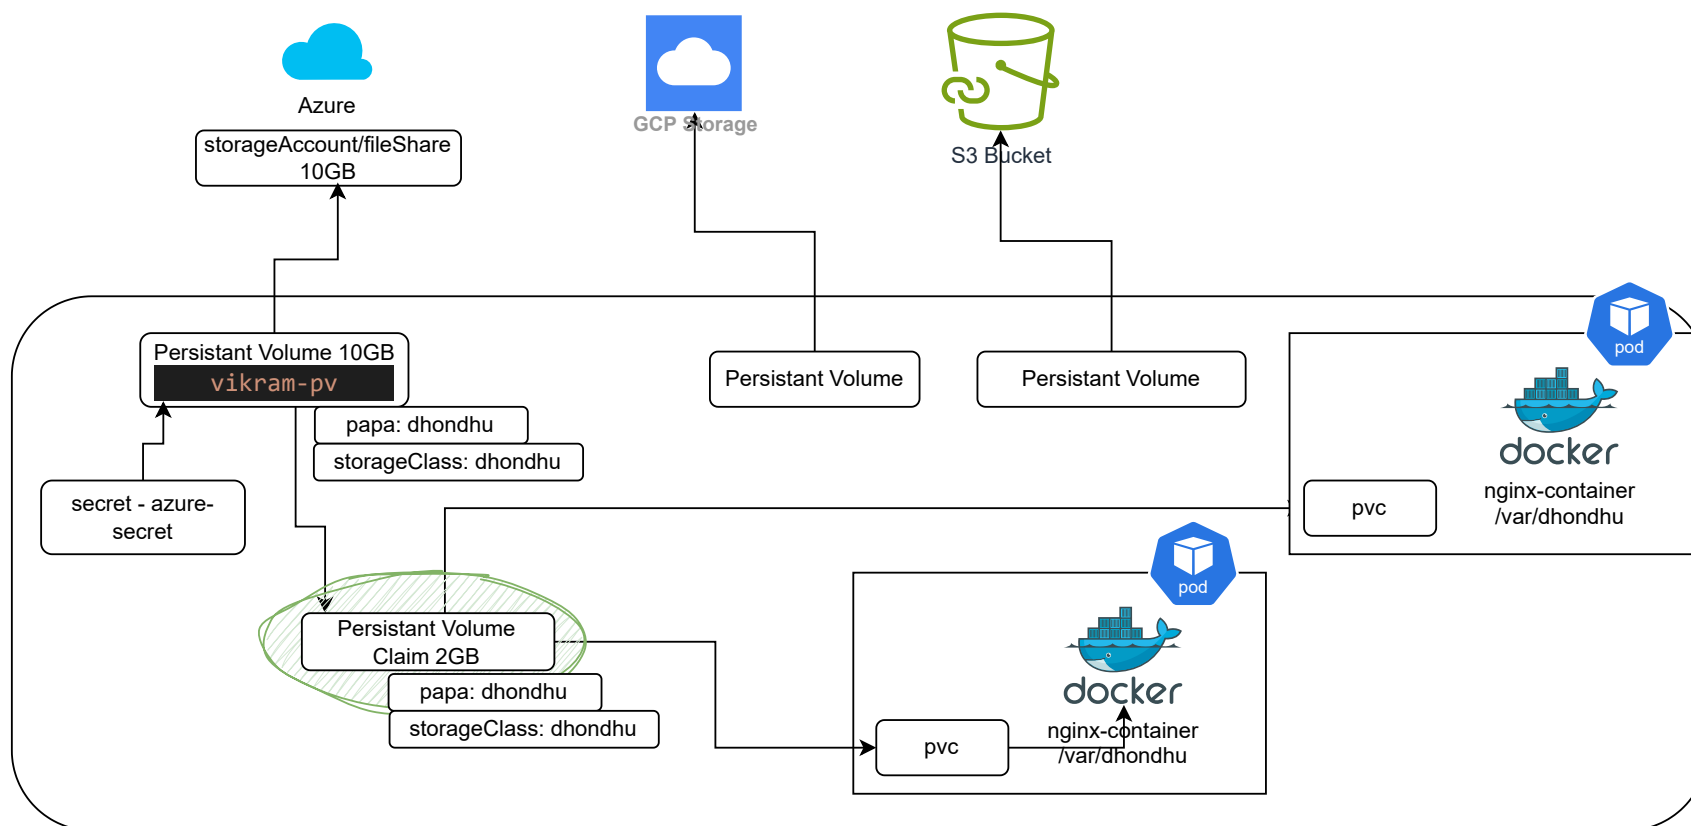 Azure
storageAccount/fileShare
10GB
GCP Storage
S3 Bucket
Persistant Volume 10GB
vikram-pv
papa: dhondhu
storageClass: dhondhu
secret - azure-
secret
Persistant Volume
Persistant Volume
pod
docker
nginx-container
/var/dhondhu
pvc
Persistant Volume
Claim 2GB
papa: dhondhu
storageClass: dhondhu
pod
docker
nginx-container
/var/dhondhu
pvc